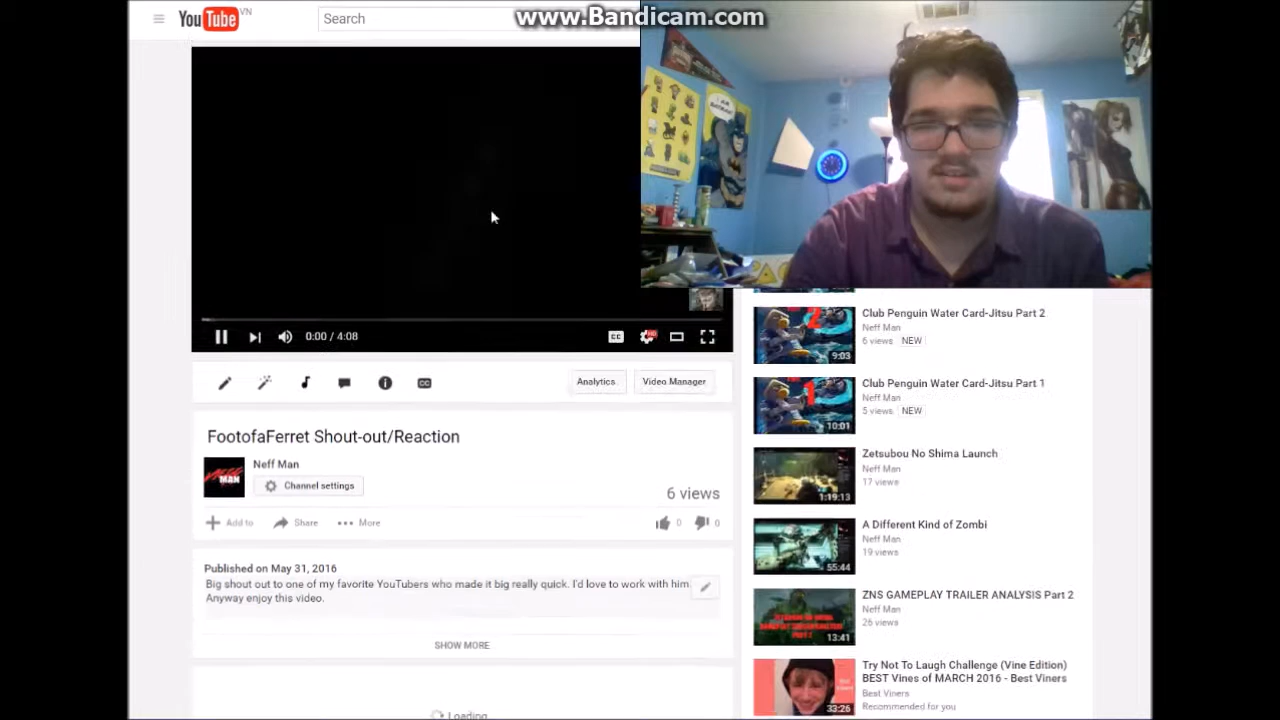 www.Bandicam.com
YouTube VN
Search
I AM BATMAN!
0:00 / 4:08
CC
HD
Analytics
Video Manager
CC
FootofaFerret Shout-out/Reaction
Neff Man
Channel settings
6 views
Add to
Share
More
0
0
Published on May 31, 2016
Big shout out to one of my favorite YouTubers who made it big really quick. I'd love to work with him.
Anyway enjoy this video.
SHOW MORE
Loading
2
9:03
Club Penguin Water Card-Jitsu Part 2
Neff Man
6 views NEW
1
10:01
Club Penguin Water Card-Jitsu Part 1
Neff Man
5 views NEW
1:19:13
Zetsubou No Shima Launch
Neff Man
17 views
55:44
A Different Kind of Zombi
Neff Man
19 views
13:41
ZNS GAMEPLAY TRAILER ANALYSIS Part 2
Neff Man
26 views
33:26
Try Not To Laugh Challenge (Vine Edition)
BEST Vines of MARCH 2016 - Best Viners
Best Viners
Recommended for you